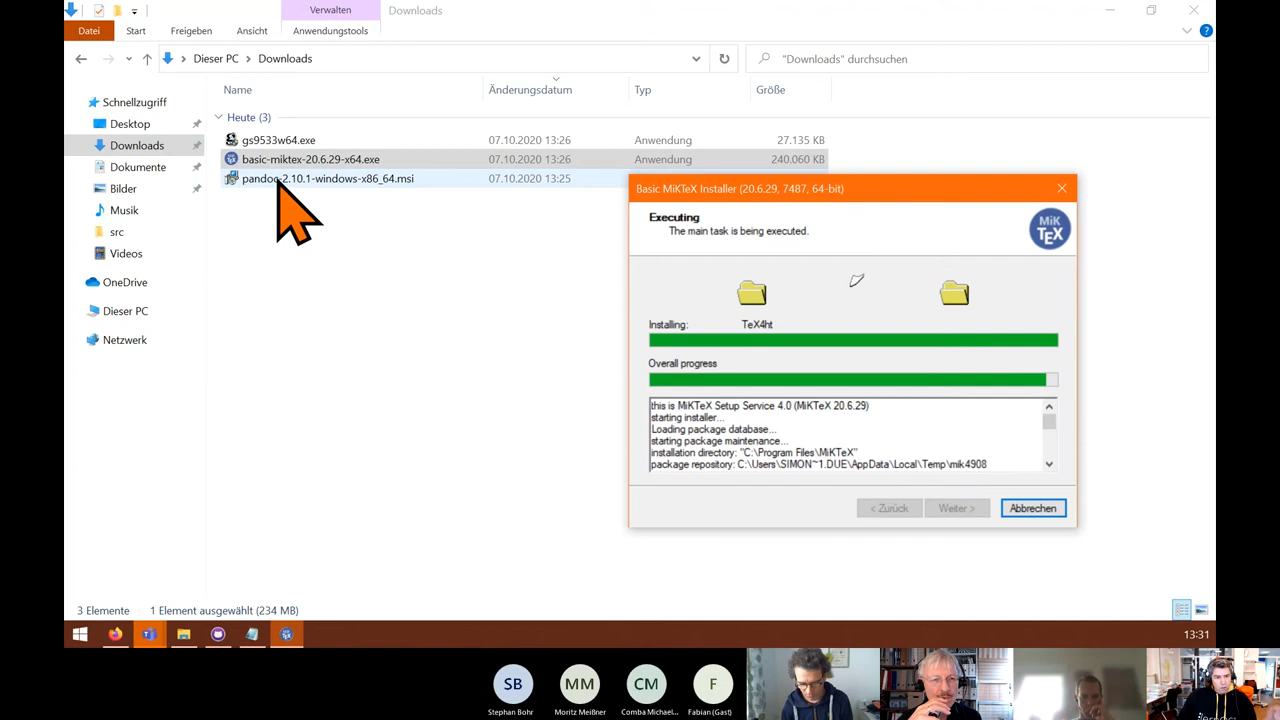 Verwalten
Downloads
Datei
Start
Freigeben
Ansicht
Anwendungstools
Dieser PC
Downloads
"Downloads" durchsuchen
Name
Änderungsdatum
Typ
Größe
Schnellzugriff
Desktop
Downloads
Dokumente
Bilder
Musik
src
Videos
OneDrive
Dieser PC
Netzwerk
Heute (3)
gs9533w64.exe 07.10.2020 13:26 Anwendung 27.135 KB
basic-miktex-20.6.29-x64.exe 07.10.2020 13:26 Anwendung 240.060 KB
pandoc-2.10.1-windows-x86_64.msi 07.10.2020 13:25
Basic MiKTeX Installer (20.6.29, 7487, 64-bit)
Executing
The main task is being executed.
MiK
TEX
Installing: TeX4ht
Overall progress
this is MiKTeX Setup Service 4.0 (MiKTeX 20.6.29)
starting installer...
Loading package database...
starting package maintenance...
installation directory: "C:\Program Files\MiKTeX"
package repository: C:\Users\SIMON~1.DUE\AppData\Local\Temp\mik4908
< Zurück
Weiter >
Abbrechen
3 Elemente
1 Element ausgewählt (234 MB)
13:31
SB
MM
CM
F
Stephan Bohr
Moritz Meißner
Comba Michael...
Fabian (Gast)